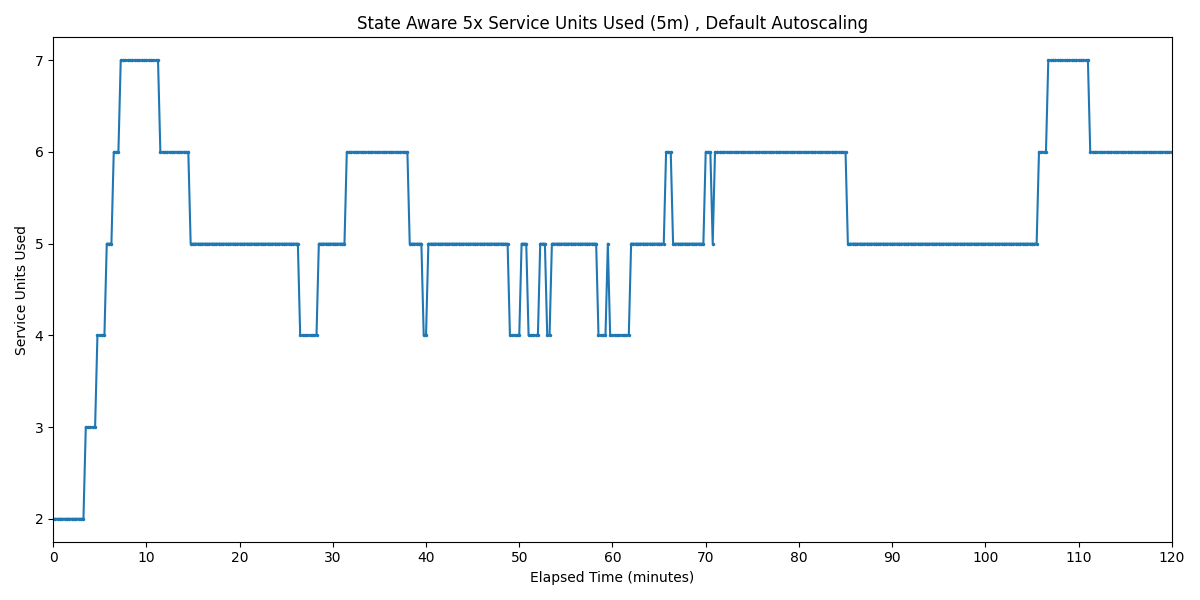 State Aware 5x Service Units Used (5m) , Default Autoscaling
Service Units Used
7
6
5
4
3
2
0 10 20 30 40 50 60 70 80 90 100 110 120
Elapsed Time (minutes)